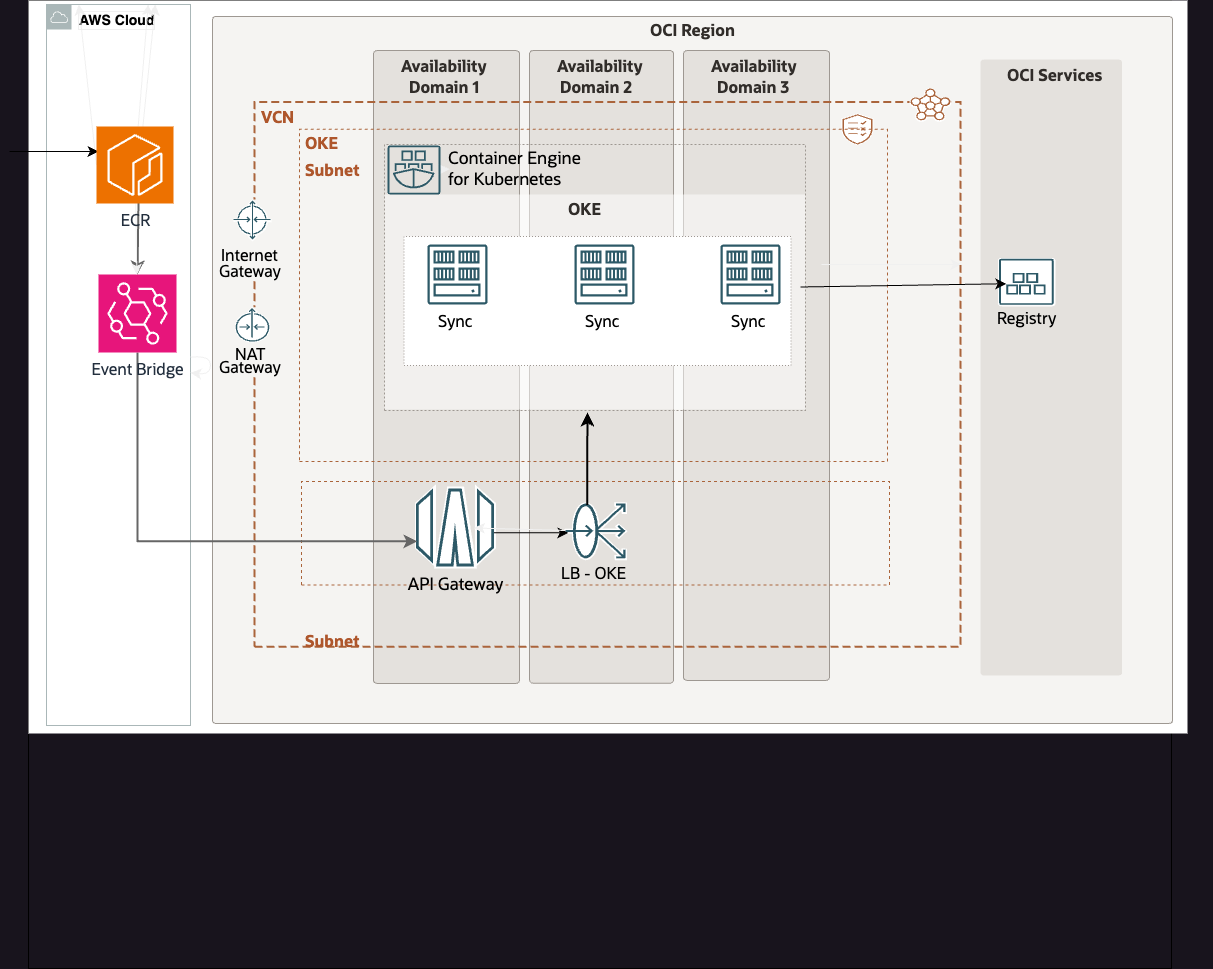 AWS Cloud
OCI Region
Availability
Domain 1
Availability
Domain 2
Availability
Domain 3
OCI Services
VCN
OKE
Subnet
Container Engine
for Kubernetes
OKE
ECR
Internet
Gateway
Sync
Sync
Sync
Registry
NAT
Gateway
Event Bridge
API Gateway
LB - OKE
Subnet